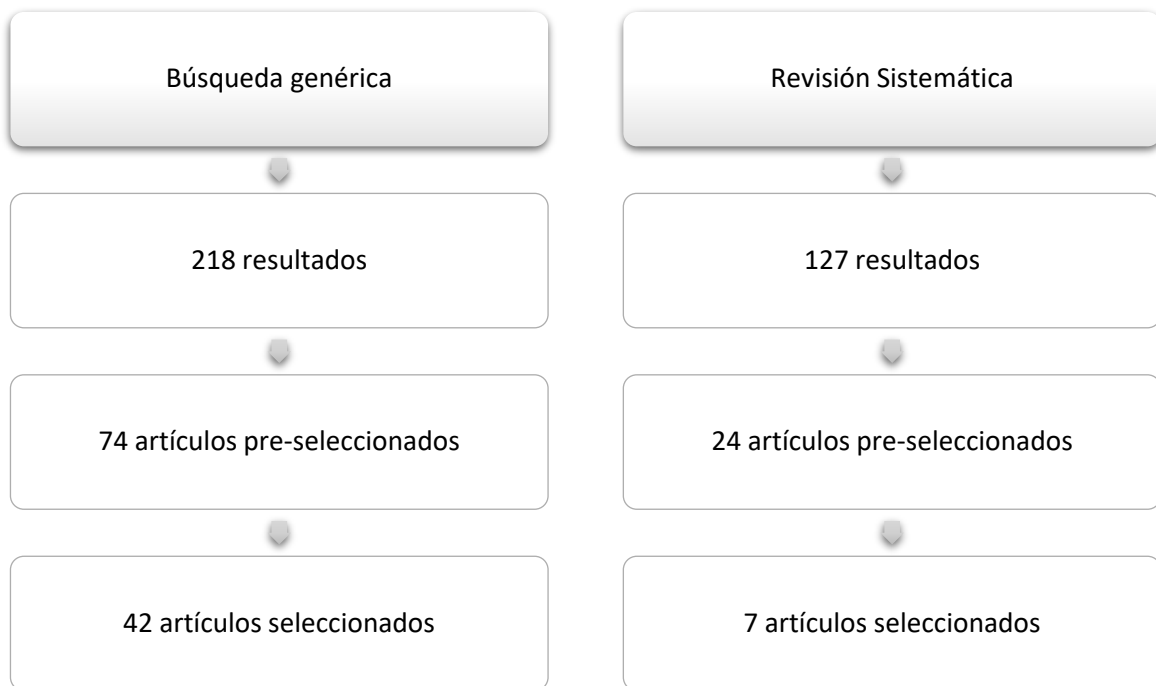 Búsqueda genérica
218 resultados
74 artículos pre-seleccionados
42 artículos seleccionados
Revisión Sistemática
127 resultados
24 artículos pre-seleccionados
7 artículos seleccionados